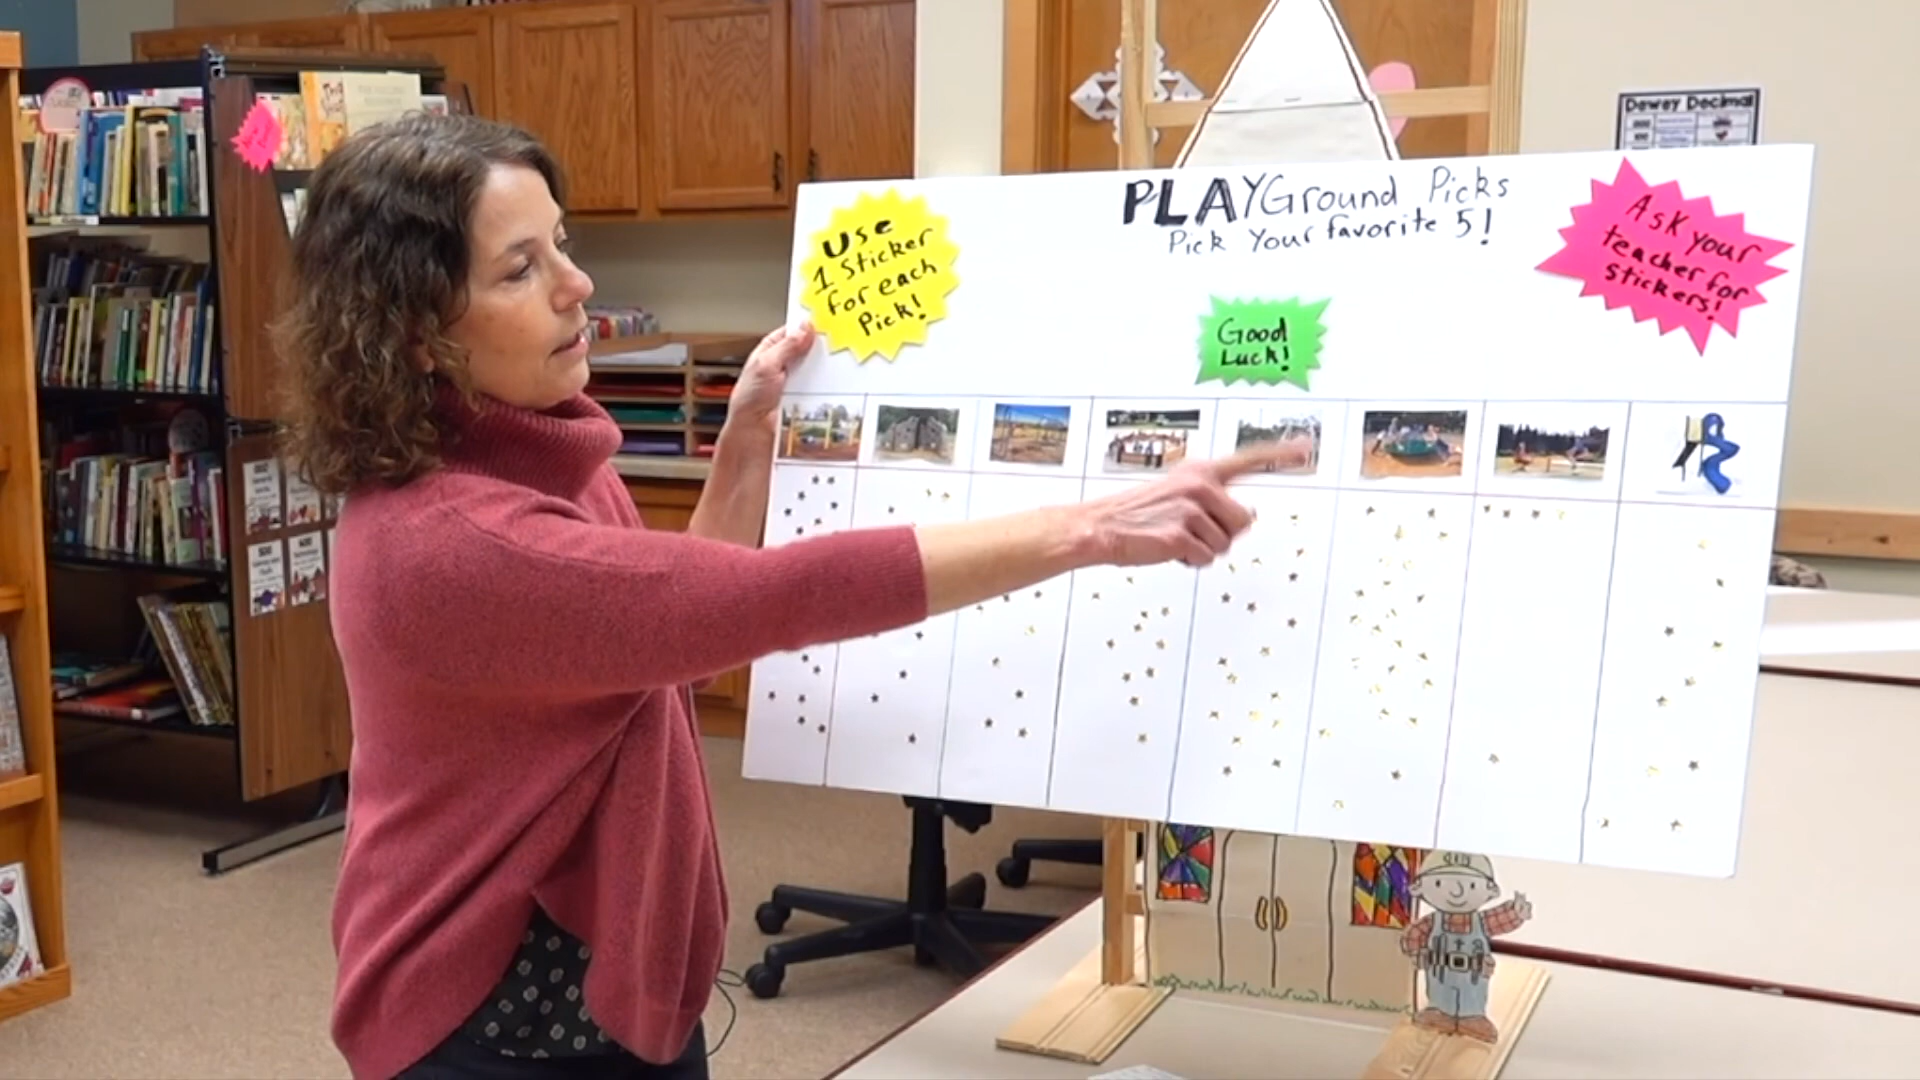 Dewey Decimal
PLAYGround Picks
Pick Your favorite 5!
Use
1 Sticker
for each
Pick!
Ask your
teacher for
stickers!
Good
Luck!